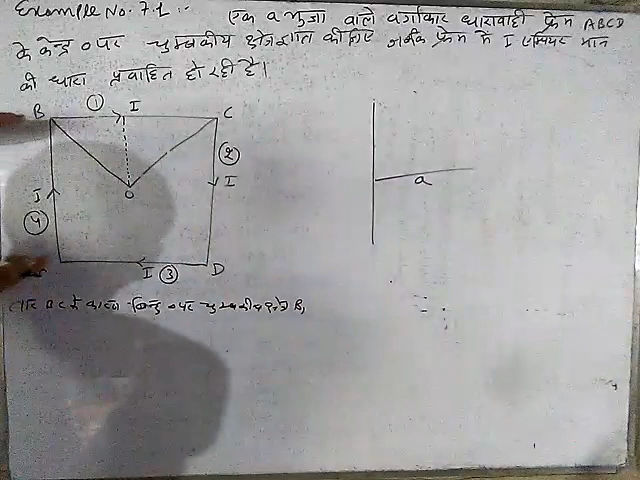 Example No. 7.1 :- एक a भुजा वाले वर्गाकार धारावाही फ्रेम ABCD
के केन्द्र O पर चुम्बकीय क्षेत्र ज्ञात कीजिए जबकि फ्रेम में I एम्पियर मान
की धारा प्रवाहित हो रही है।
B ① I C
② I
O
I ④
I ③ D
a
तार BC के कारण बिन्दु O पर चुम्बकीय क्षेत्र B₁